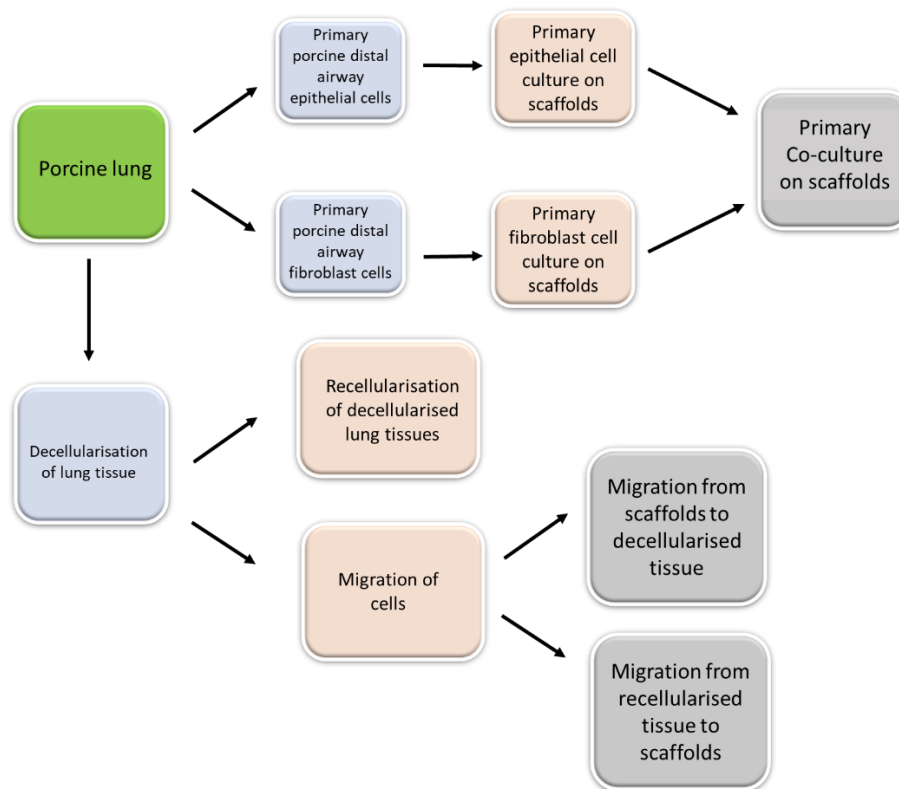 Primary
porcine distal
airway
epithelial cells
Primary
epithelial cell
culture on
scaffolds
Primary
Co-culture
on scaffolds
Porcine lung
Primary
porcine distal
airway
fibroblast cells
Primary
fibroblast cell
culture on
scaffolds
Decellularisation
of lung tissue
Recellularisation
of decellularised
lung tissues
Migration of
cells
Migration from
scaffolds to
decellularised
tissue
Migration from
recellularised
tissue to
scaffolds